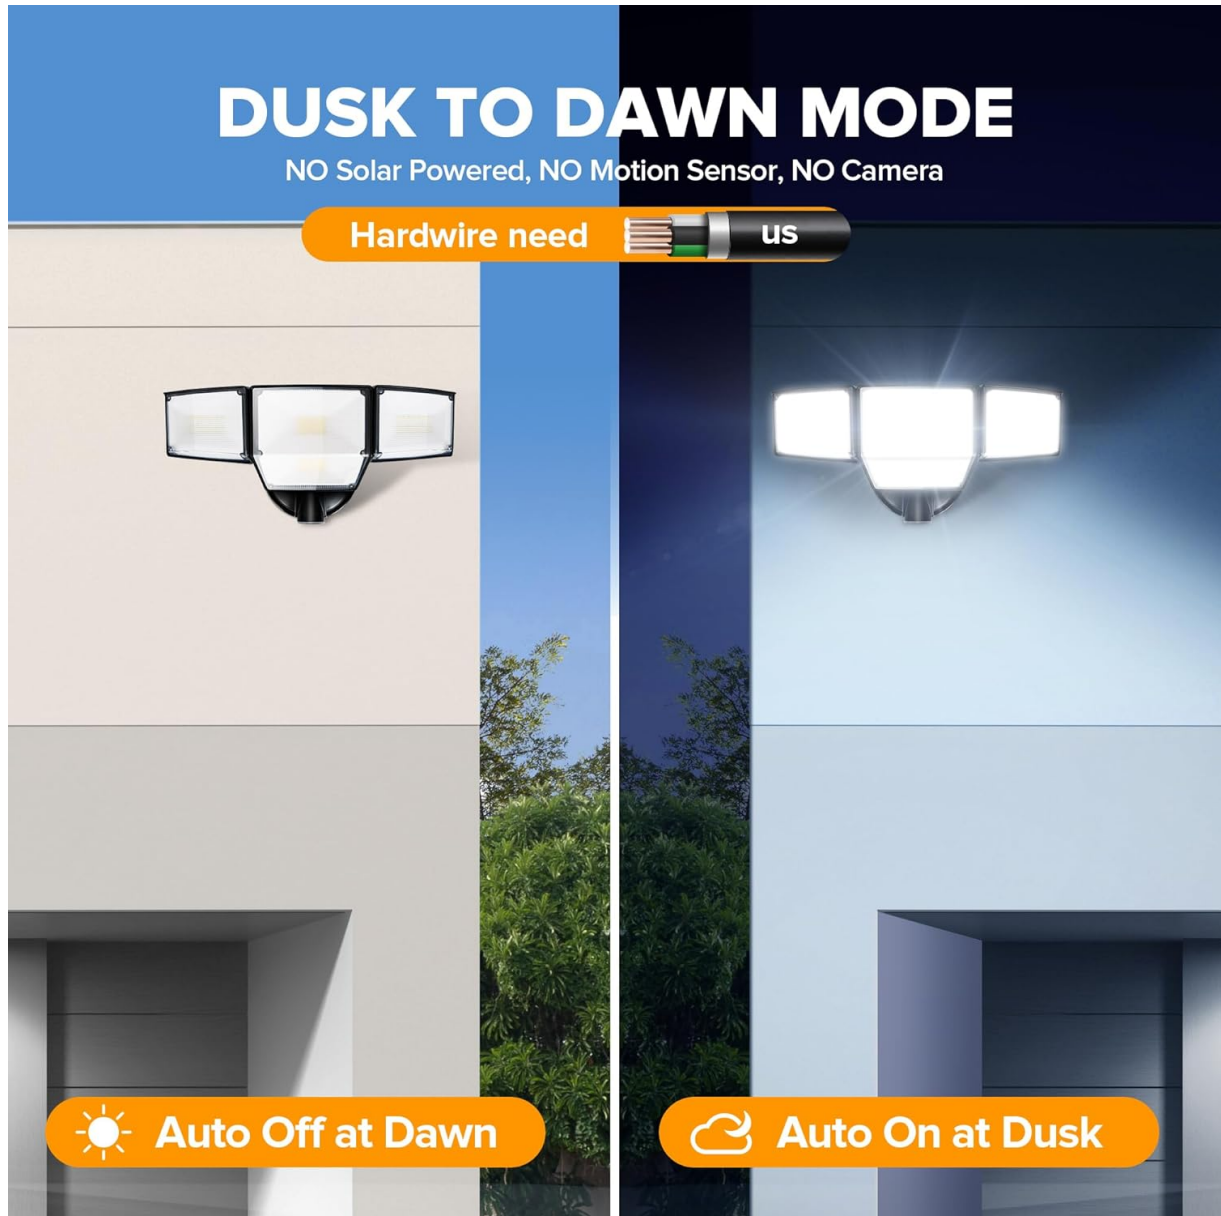 DUSK TO DAWN MODE
NO Solar Powered, NO Motion Sensor, NO Camera
Hardwire need us
Auto Off at Dawn
Auto On at Dusk